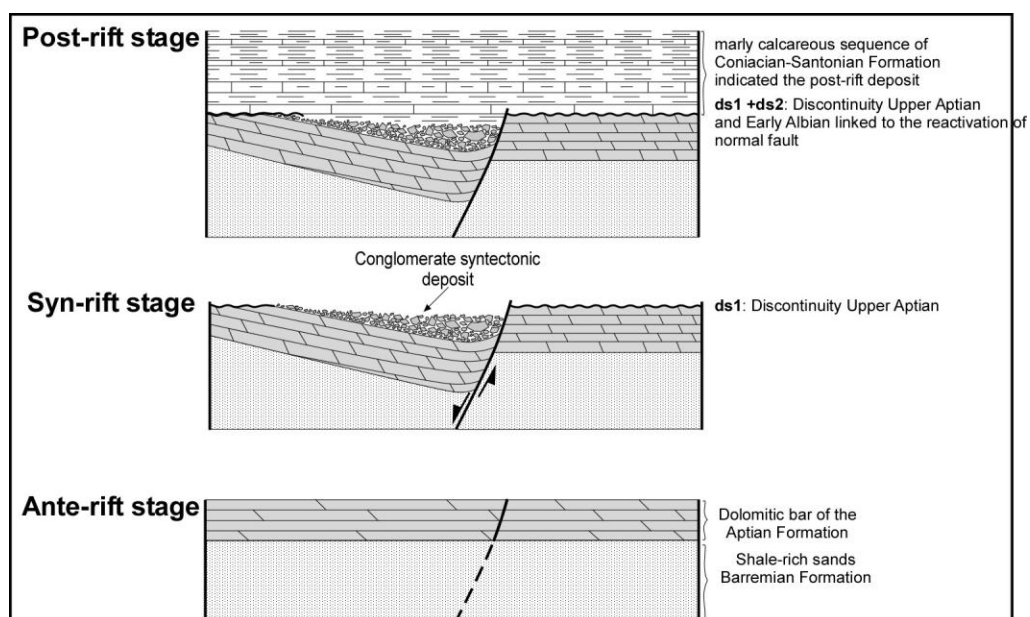 Post-rift stage
marly calcareous sequence of
Coniacian-Santonian Formation
indicated the post-rift deposit
ds1 +ds2: Discontinuity Upper Aptian
and Early Albian linked to the reactivation of
normal fault
Conglomerate syntectonic
deposit
Syn-rift stage
ds1: Discontinuity Upper Aptian
Ante-rift stage
Dolomitic bar of the
Aptian Formation
Shale-rich sands
Barremian Formation